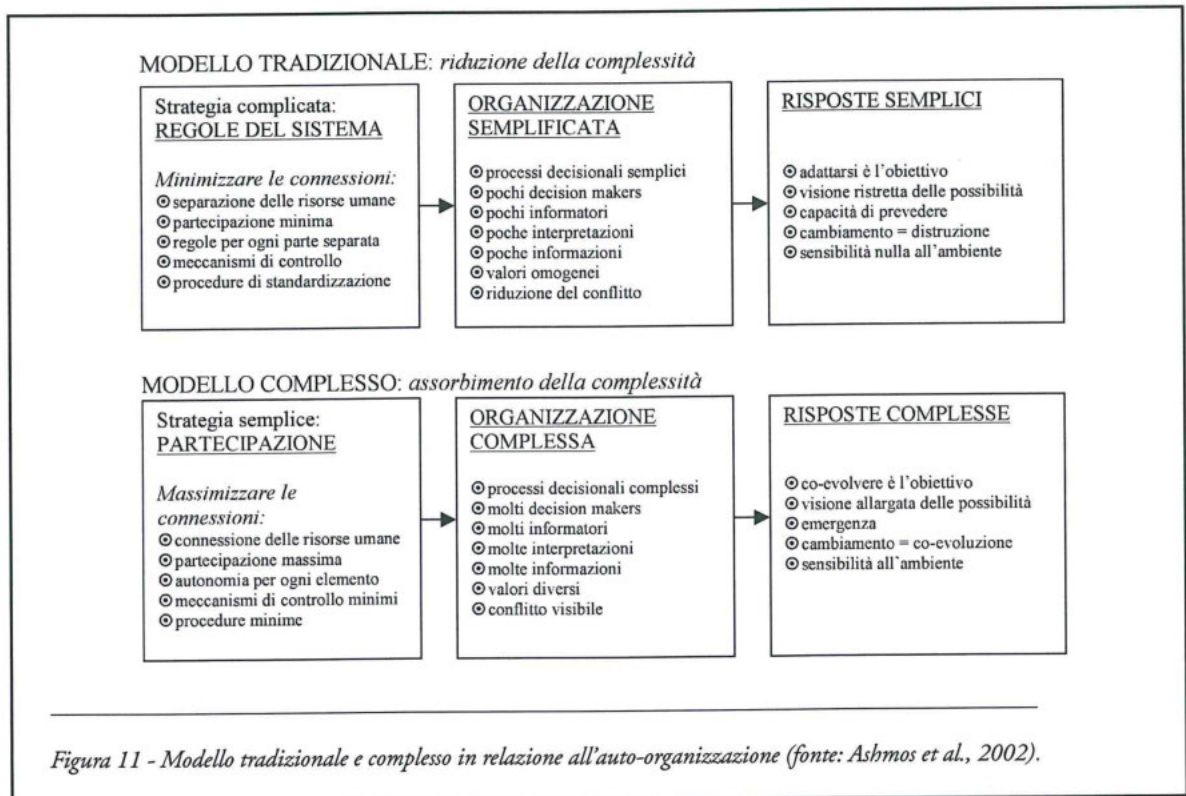 MODELLO TRADIZIONALE: riduzione della complessità
Strategia complicata:
REGOLE DEL SISTEMA
Minimizzare le connessioni:
⊙ separazione delle risorse umane
⊙ partecipazione minima
⊙ regole per ogni parte separata
⊙ meccanismi di controllo
⊙ procedure di standardizzazione
ORGANIZZAZIONE
SEMPLIFICATA
⊙ processi decisionali semplici
⊙ pochi decision makers
⊙ pochi informatori
⊙ poche interpretazioni
⊙ poche informazioni
⊙ valori omogenei
⊙ riduzione del conflitto
RISPOSTE SEMPLICI
⊙ adattarsi è l'obiettivo
⊙ visione ristretta delle possibilità
⊙ capacità di prevedere
⊙ cambiamento = distruzione
⊙ sensibilità nulla all'ambiente
MODELLO COMPLESSO: assorbimento della complessità
Strategia semplice:
PARTECIPAZIONE
Massimizzare le
connessioni:
⊙ connessione delle risorse umane
⊙ partecipazione massima
⊙ autonomia per ogni elemento
⊙ meccanismi di controllo minimi
⊙ procedure minime
ORGANIZZAZIONE
COMPLESSA
⊙ processi decisionali complessi
⊙ molti decision makers
⊙ molti informatori
⊙ molte interpretazioni
⊙ molte informazioni
⊙ valori diversi
⊙ conflitto visibile
RISPOSTE COMPLESSE
⊙ co-evolvere è l'obiettivo
⊙ visione allargata delle possibilità
⊙ emergenza
⊙ cambiamento = co-evoluzione
⊙ sensibilità all'ambiente
Figura 11 - Modello tradizionale e complesso in relazione all'auto-organizzazione (fonte: Ashmos et al., 2002).